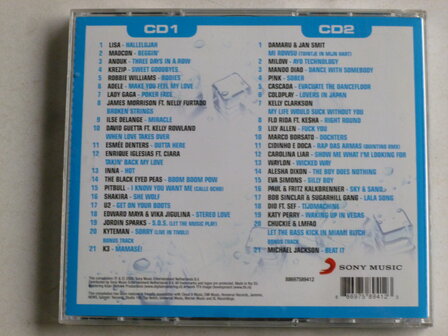 CD1
1 LISA - HALLELUJAH
2 MADCON - BEGGIN'
3 ANOUK - THREE DAYS IN A ROW
4 KREZIP - SWEET GOODBYES
5 ROBBIE WILLIAMS - BODIES
6 ADELE - MAKE YOU FEEL MY LOVE
7 LADY GAGA - POKER FACE
8 JAMES MORRISON FT. NELLY FURTADO
BROKEN STRINGS
9 ILSE DELANGE - MIRACLE
10 DAVID GUETTA FT. KELLY ROWLAND
WHEN LOVE TAKES OVER
11 ESMÉE DENTERS - OUTTA HERE
12 ENRIQUE IGLESIAS FT. CIARA
TAKIN' BACK MY LOVE
13 INNA - HOT
14 THE BLACK EYED PEAS - BOOM BOOM POW
15 PITBULL - I KNOW YOU WANT ME (CALLE OCHO)
16 SHAKIRA - SHE WOLF
17 U2 - GET ON YOUR BOOTS
18 EDWARD MAYA & VIKA JIGULINA - STEREO LOVE
19 JORDIN SPARKS - S.O.S. (LET THE MUSIC PLAY)
20 KYTEMAN - SORRY (LIVE IN TIVOLI)
BONUS TRACK
21 K3 - MAMASÉ!
CD2
1 DAMARU & JAN SMIT
MI ROWSU (TUINTJE IN MIJN HART)
2 MILOW - AYO TECHNOLOGY
3 MANDO DIAO - DANCE WITH SOMEBODY
4 PINK - SOBER
5 CASCADA - EVACUATE THE DANCEFLOOR
6 COLDPLAY - LOVERS IN JAPAN
7 KELLY CLARKSON
MY LIFE WOULD SUCK WITHOUT YOU
8 FLO RIDA FT. KE$HA - RIGHT ROUND
9 LILY ALLEN - FUCK YOU
10 MARCO BORSATO - DOCHTERS
11 CIDINHO E DOCA - RAP DAS ARMAS (QUINTINO RMX)
12 CAROLINA LIAR - SHOW ME WHAT I'M LOOKING FOR
13 WAYLON - WICKED WAY
14 ALESHA DIXON - THE BOY DOES NOTHING
15 EVA SIMONS - SILLY BOY
16 PAUL & FRITZ KALKBRENNER - SKY & SAND
17 BOB SINCLAR & SUGARHILL GANG - LALA SONG
18 DIO FT. SEF - TIJDMACHINE
19 KATY PERRY - WAKING UP IN VEGAS
20 CHUCKIE & LMFAO
LET THE BASS KICK IN MIAMI BITCH
BONUS TRACK
21 MICHAEL JACKSON - BEAT IT
88697589412
SONY MUSIC